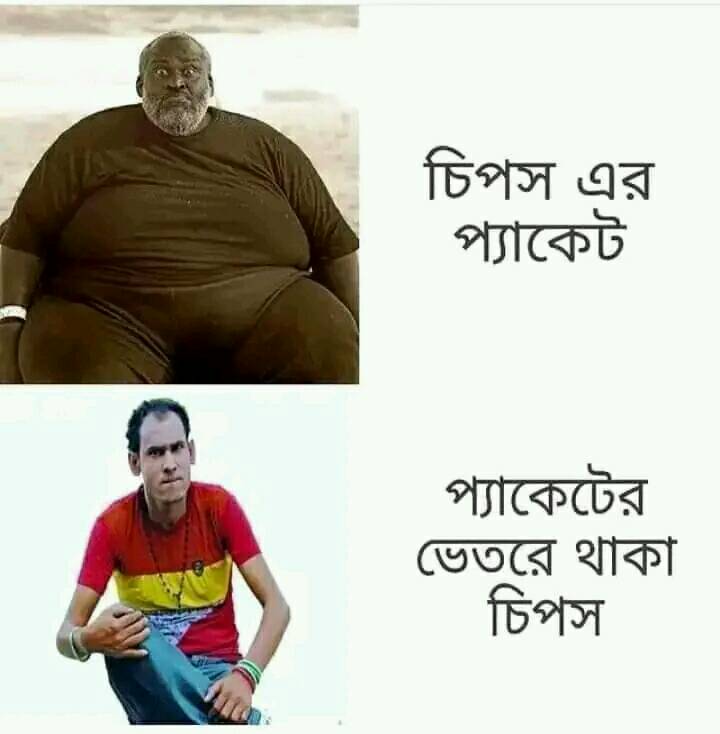 চিপস এর
প্যাকেট
প্যাকেটের
ভেতরে থাকা
চিপস